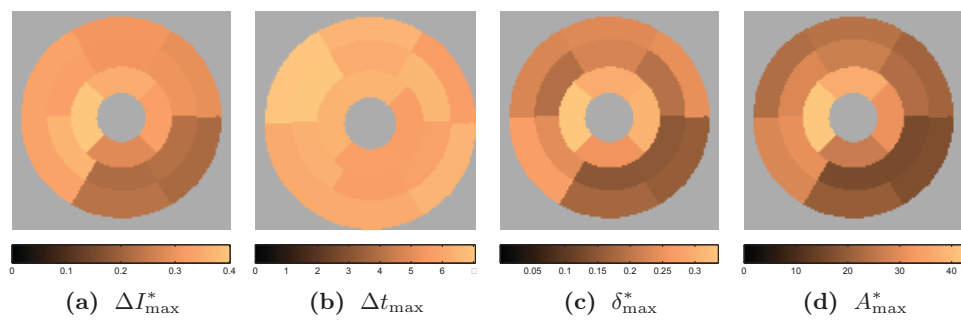 0 0.1 0.2 0.3 0.4
0 1 2 3 4 5 6
0.05 0.1 0.15 0.2 0.25 0.3
0 10 20 30 40
(a) ΔI*max
(b) Δtmax
(c) δ*max
(d) A*max